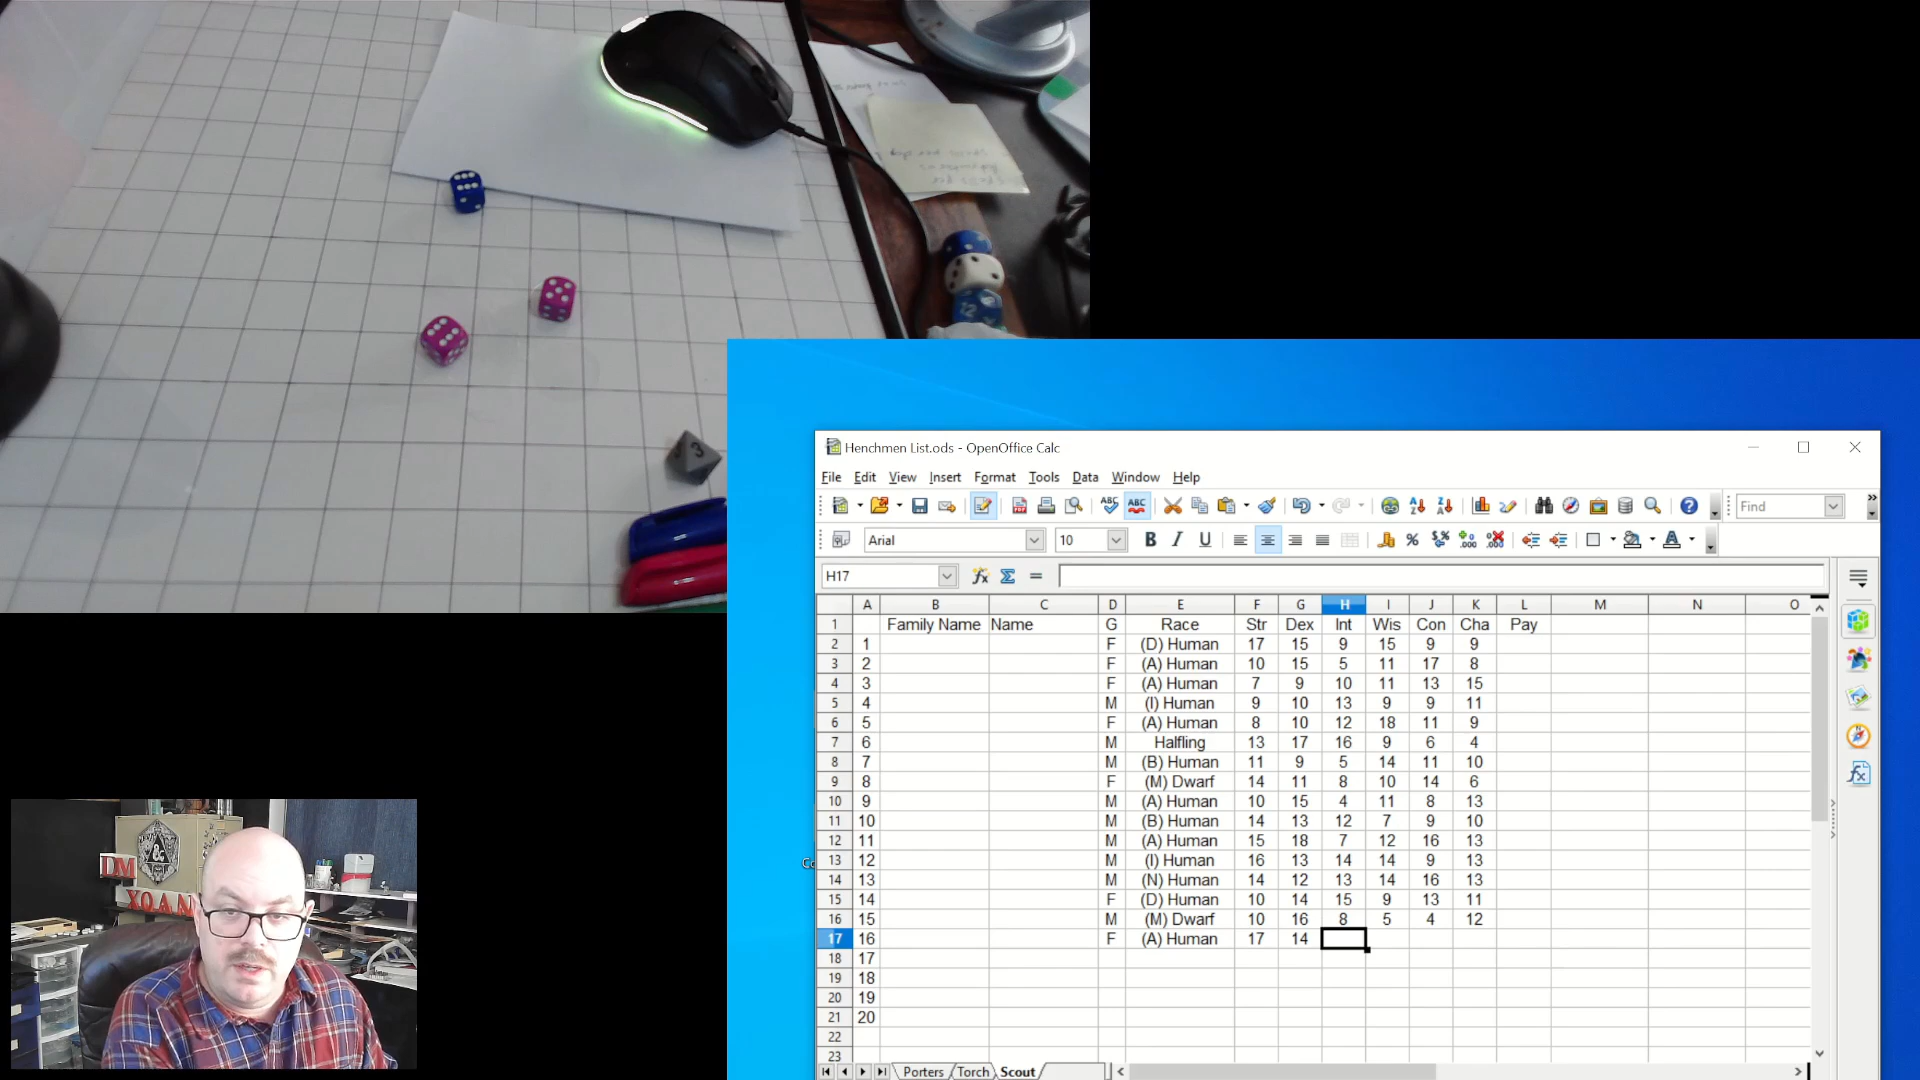 3
12
Henchmen List.ods - OpenOffice Calc
File Edit View Insert Format Tools Data Window Help
Find
Arial 10
H17
A B C D E F G H I J K L M N O
1 Family Name Name G Race Str Dex Int Wis Con Cha Pay
2 1 F (D) Human 17 15 9 15 9 9
3 2 F (A) Human 10 15 5 11 17 8
4 3 F (A) Human 7 9 10 11 13 15
5 4 M (I) Human 9 10 13 9 9 11
6 5 F (A) Human 8 10 12 18 11 9
7 6 M Halfling 13 17 16 9 6 4
8 7 M (B) Human 11 9 5 14 11 10
9 8 F (M) Dwarf 14 11 8 10 14 6
10 9 M (A) Human 10 15 4 11 8 13
11 10 M (B) Human 14 13 12 7 9 10
12 11 M (A) Human 15 18 7 12 16 13
13 12 M (I) Human 16 13 14 14 9 13
14 13 M (N) Human 14 12 13 14 16 13
15 14 F (D) Human 10 14 15 9 13 11
16 15 M (M) Dwarf 10 16 8 5 4 12
17 16 F (A) Human 17 14
18 17
19 18
20 19
21 20
22
23
Porters Torch Scout
Co
DM
XQAN
&